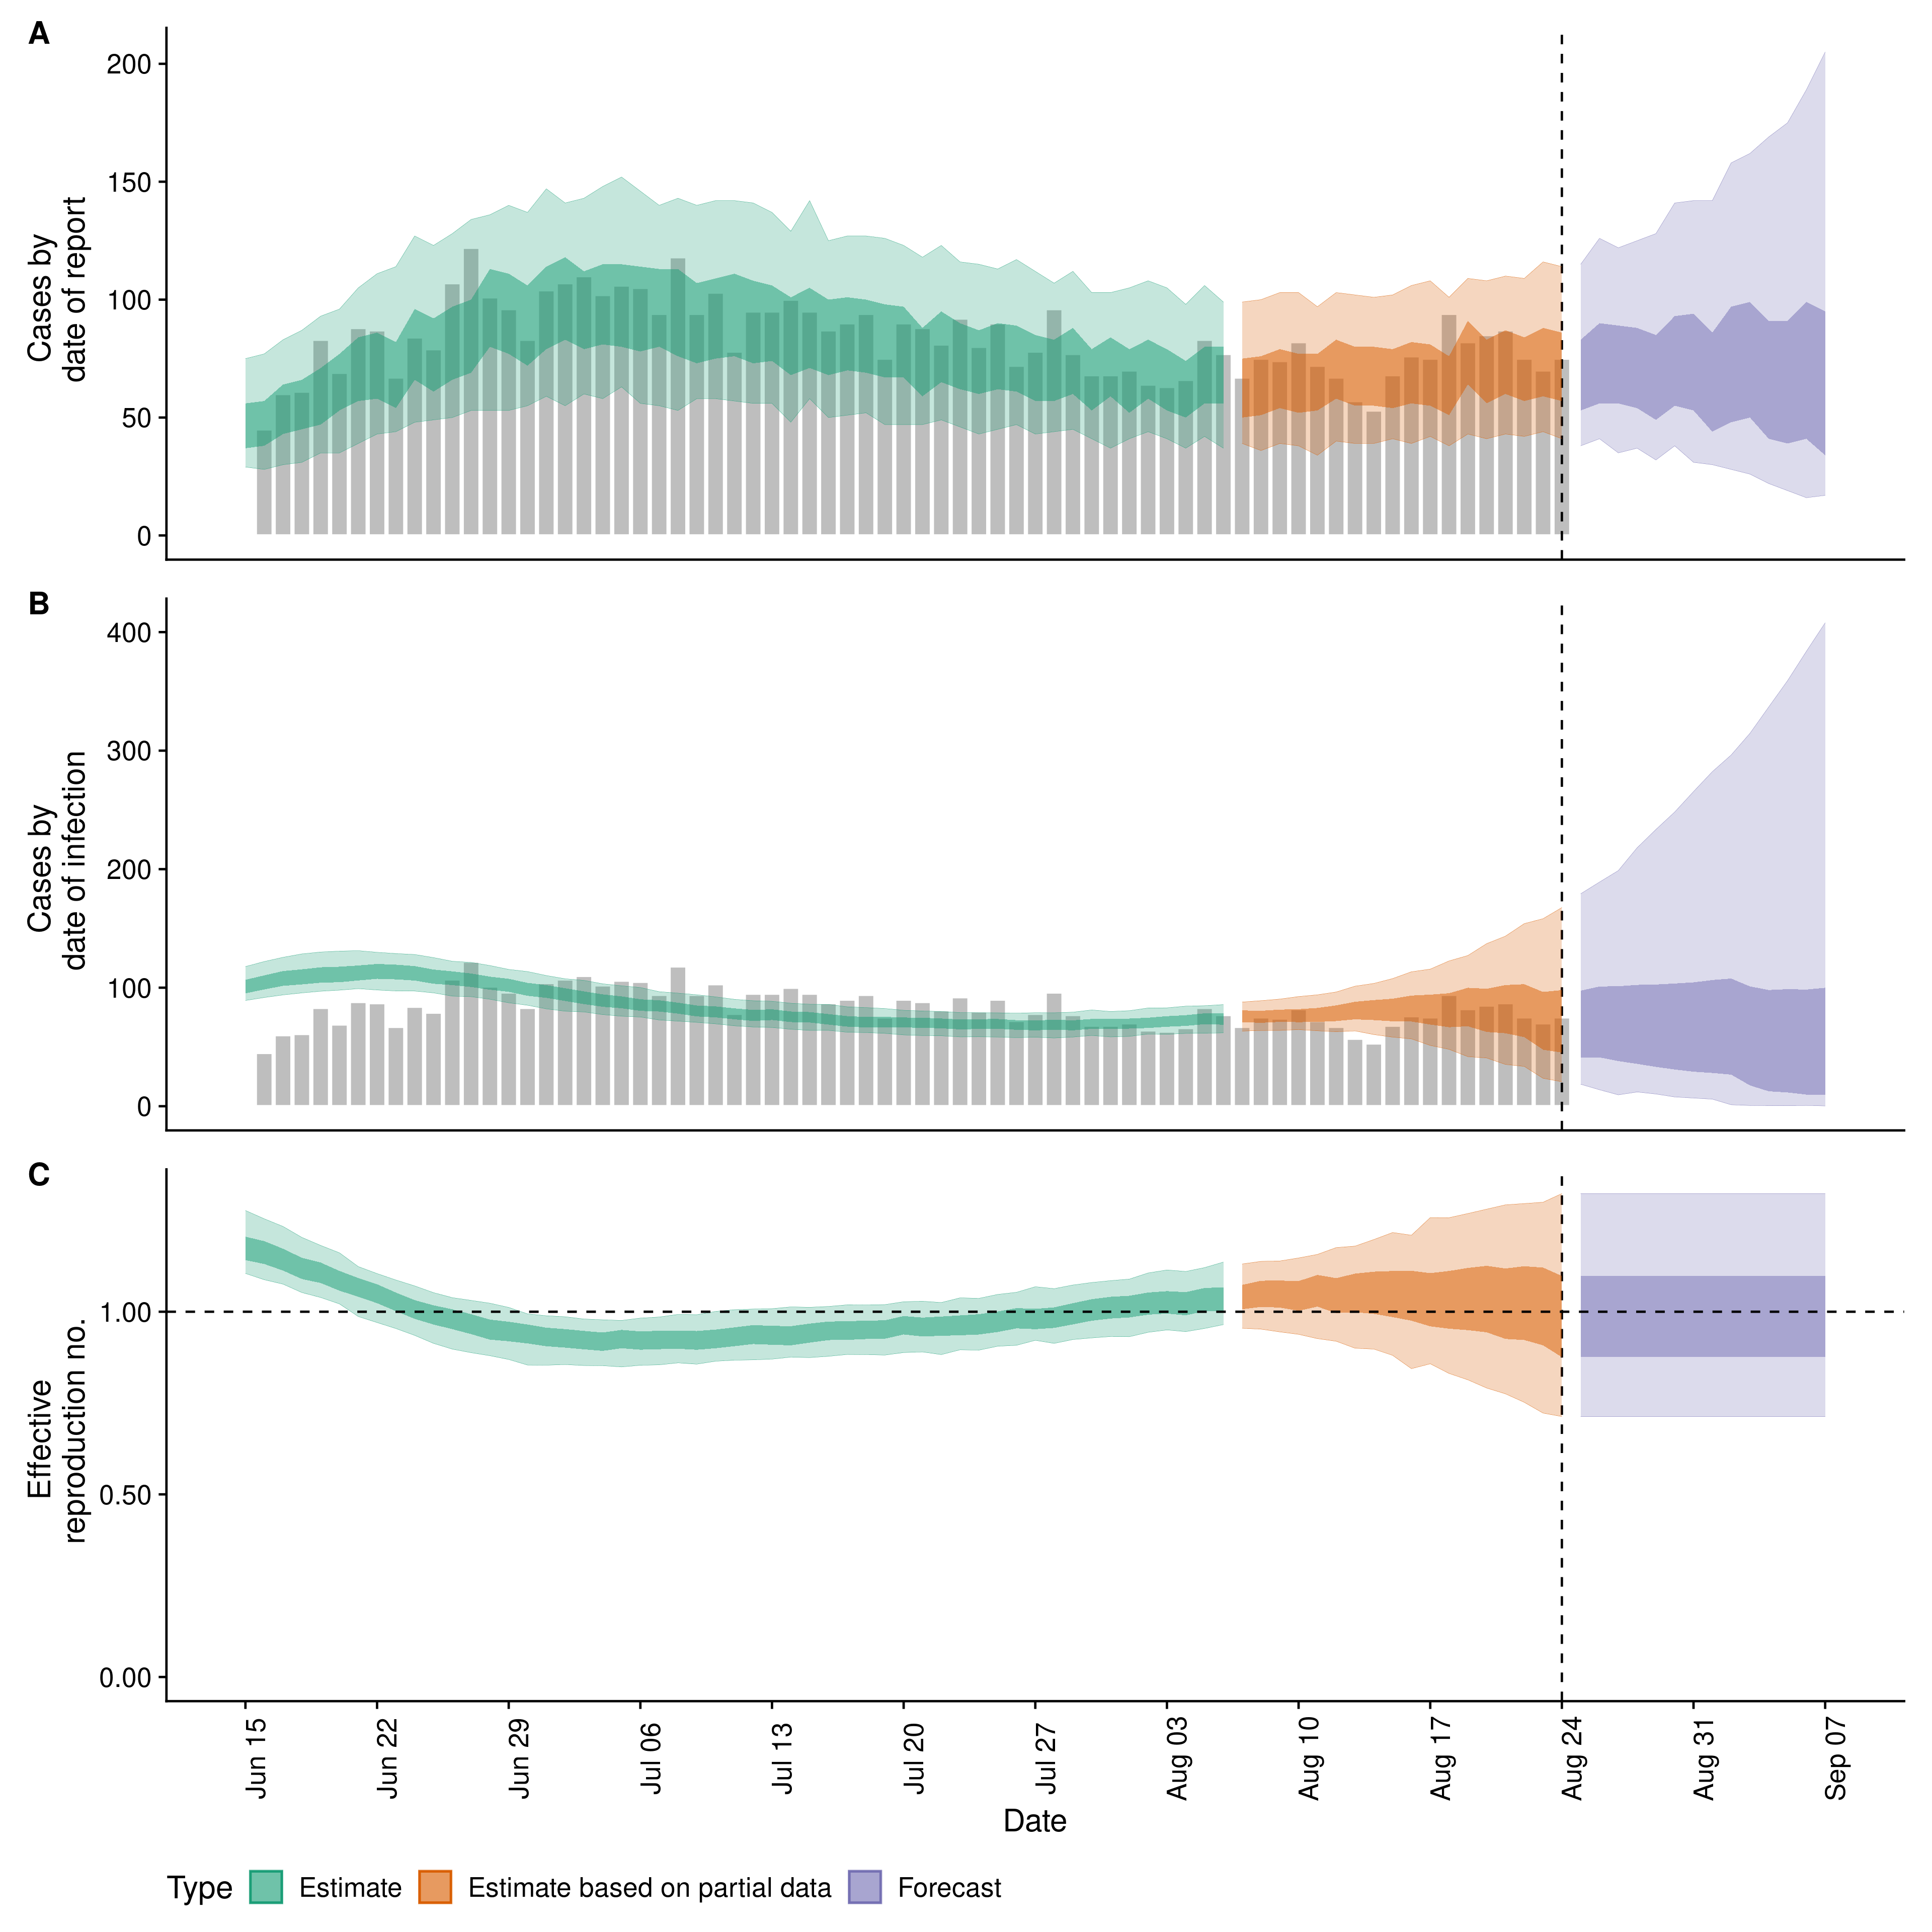 A
200
150
100
50
0
Cases by
date of report
B
400
300
200
100
0
Cases by
date of infection
C
1.00
0.50
0.00
Effective
reproduction no.
Jun 15
Jun 22
Jun 29
Jul 06
Jul 13
Jul 20
Jul 27
Aug 03
Aug 10
Aug 17
Aug 24
Aug 31
Sep 07
Date
Type Estimate Estimate based on partial data Forecast